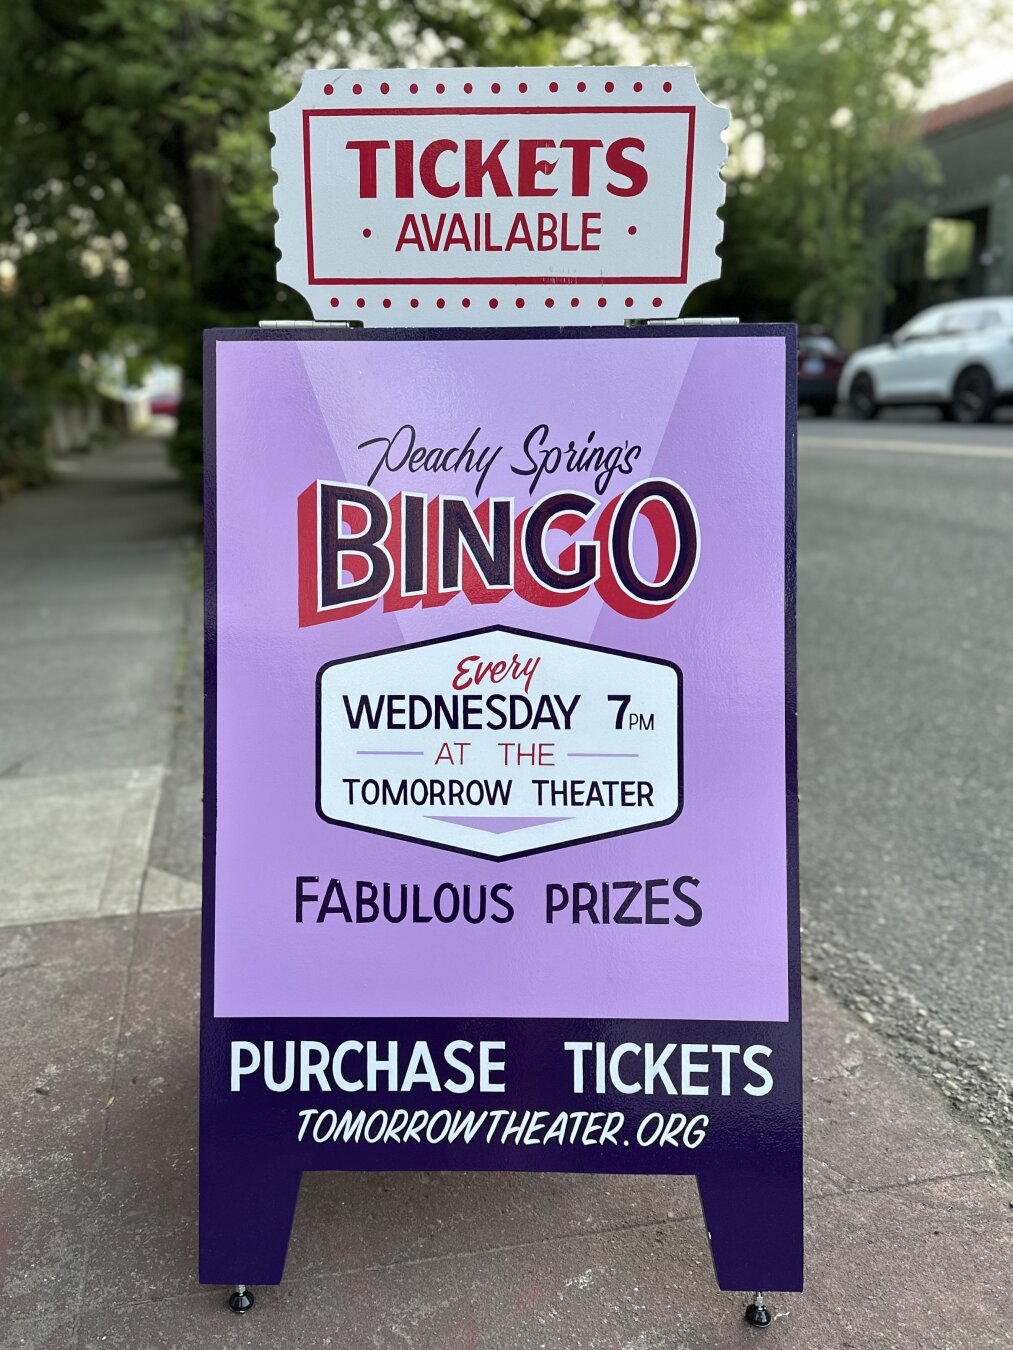 TICKETS
• AVAILABLE •
Peachy Spring's
BINGO
Every
WEDNESDAY 7PM
AT THE
TOMORROW THEATER
FABULOUS PRIZES
PURCHASE TICKETS
TOMORROWTHEATER.ORG